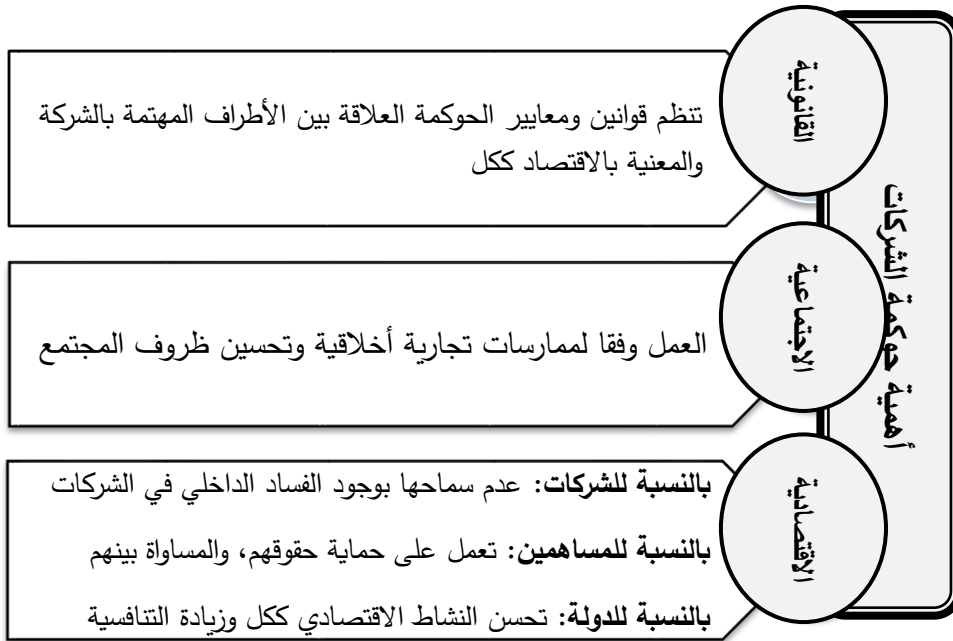 أهمية حوكمة الشركات
القانونية
تنظم قوانين ومعايير الحوكمة العلاقة بين الأطراف المهتمة بالشركة
والمعنية بالاقتصاد ككل
الاجتماعية
العمل وفقا لممارسات تجارية أخلاقية وتحسين ظروف المجتمع
الاقتصادية
بالنسبة للشركات: عدم سماحها بوجود الفساد الداخلي في الشركات
بالنسبة للمساهمين: تعمل على حماية حقوقهم، والمساواة بينهم
بالنسبة للدولة: تحسن النشاط الاقتصادي ككل وزيادة التنافسية